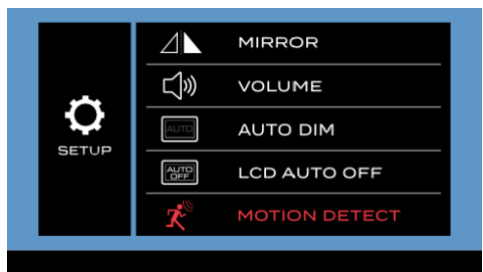 MIRROR
VOLUME
SETUP
AUTO
AUTO DIM
AUTO
OFF
LCD AUTO OFF
MOTION DETECT